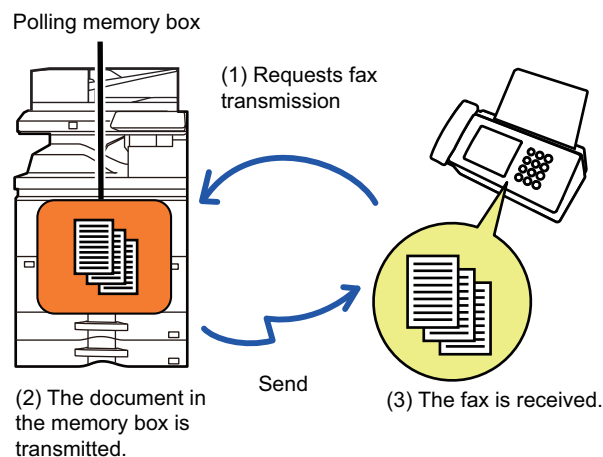 Polling memory box
(1) Requests fax
transmission
Send
(2) The document in
the memory box is
transmitted.
(3) The fax is received.